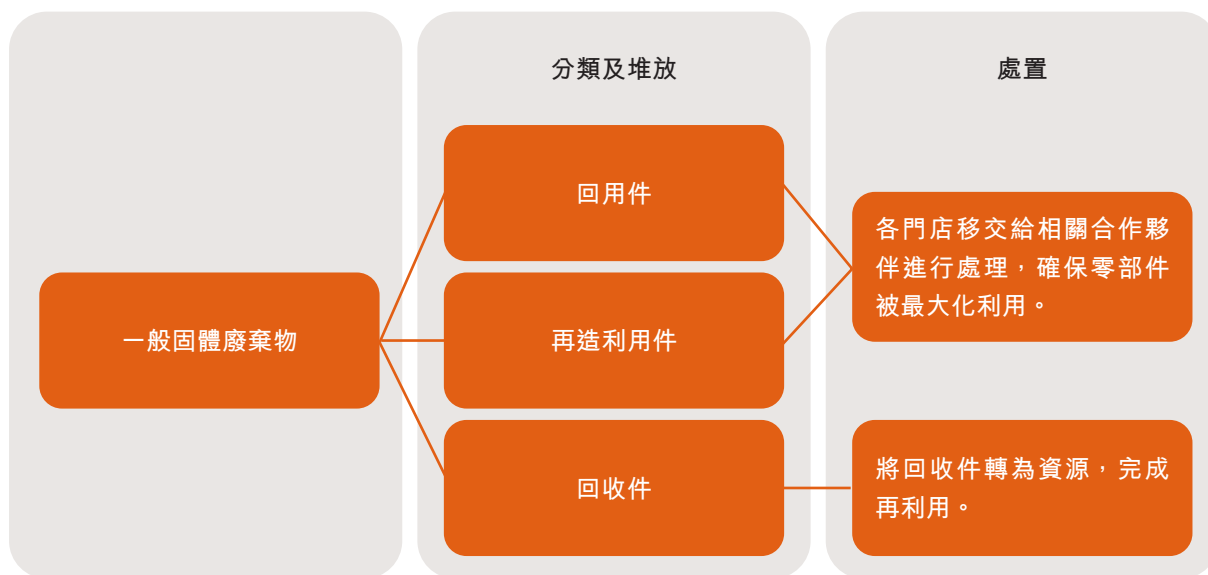 分類及堆放
處置
一般固體廢棄物
回用件
再造利用件
回收件
各門店移交給相關合作夥
伴進行處理，確保零部件
被最大化利用。
將回收件轉為資源，完成
再利用。